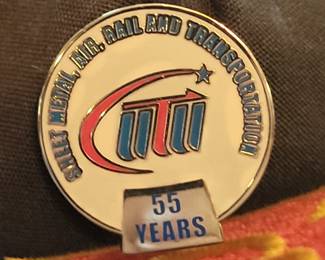 SHEET METAL, AIR, RAIL AND TRANSPORTATION
UTU
55
YEARS